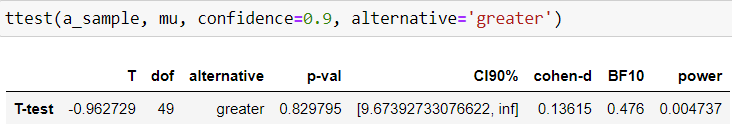 ttest(a_sample, mu, confidence=0.9, alternative='greater')
T dof alternative p-val CI90% cohen-d BF10 power
T-test -0.962729 49 greater 0.829795 [9.67392733076622, inf] 0.13615 0.476 0.004737